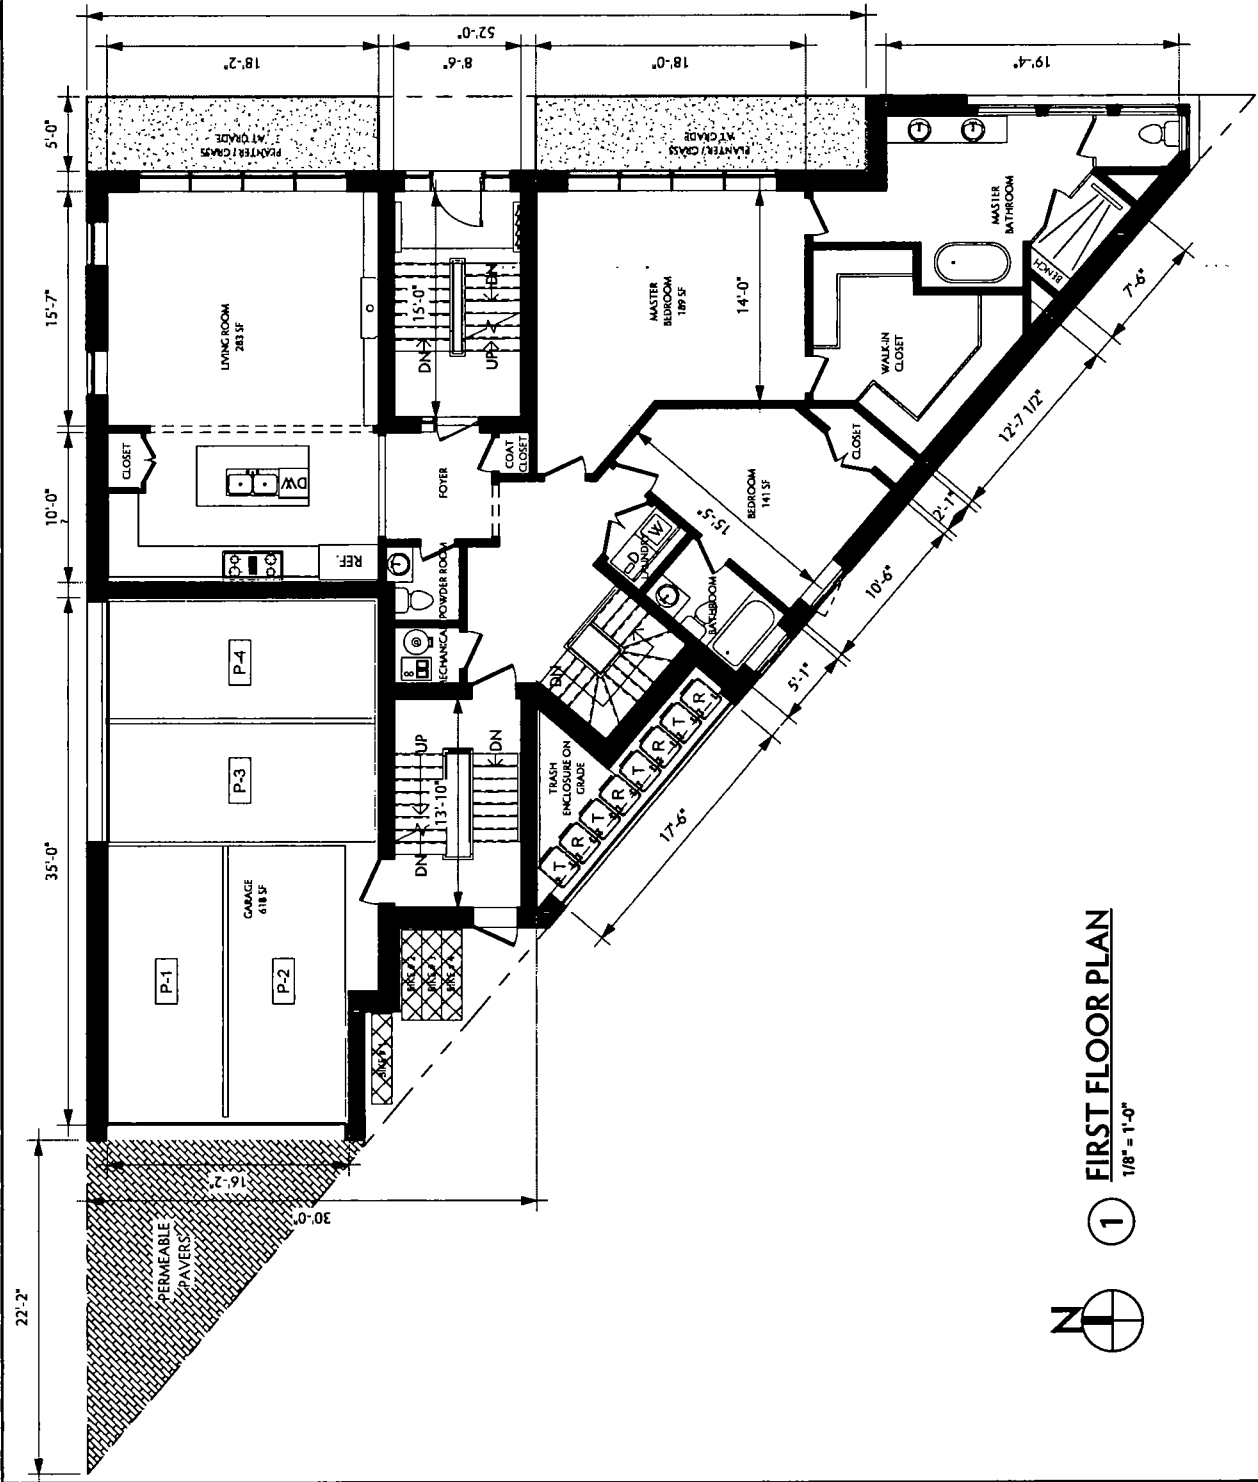 52'-0"
18'-2"
8'-6"
18'-0"
19'-4"
5'-0"
PLANTER / GRASS
AT GRADE
PLANTER / GRASS
AT GRADE
15'-7"
LIVING ROOM
283 SF
15'-0"
DN
UP
DN
MASTER
BEDROOM
189 SF
14'-0"
MASTER
BATHROOM
BENCH
7'-6"
WALK-IN
CLOSET
12'-7 1/2"
10'-0"
CLOSET
DW
REF.
FOYER
COAT
CLOSET
CLOSET
BEDROOM
141 SF
15'-5"
2'-1"
10'-6"
W
D
LAUNDRY
BATHROOM
POWDER ROOM
MECHANICAL
DN
5'-1"
35'-0"
P-4
P-3
GARAGE
618 SF
P-1
P-2
UP
DN
13'-10"
DN
TRASH
ENCLOSURE ON
GRADE
T
R
T
R
T
R
T
R
17'-6"
BIKE # 2
BIKE # 3
BIKE # 4
BIKE # 1
16'-2"
30'-0"
22'-2"
PERMEABLE
PAVERS
N
1
FIRST FLOOR PLAN
1/8" = 1'-0"